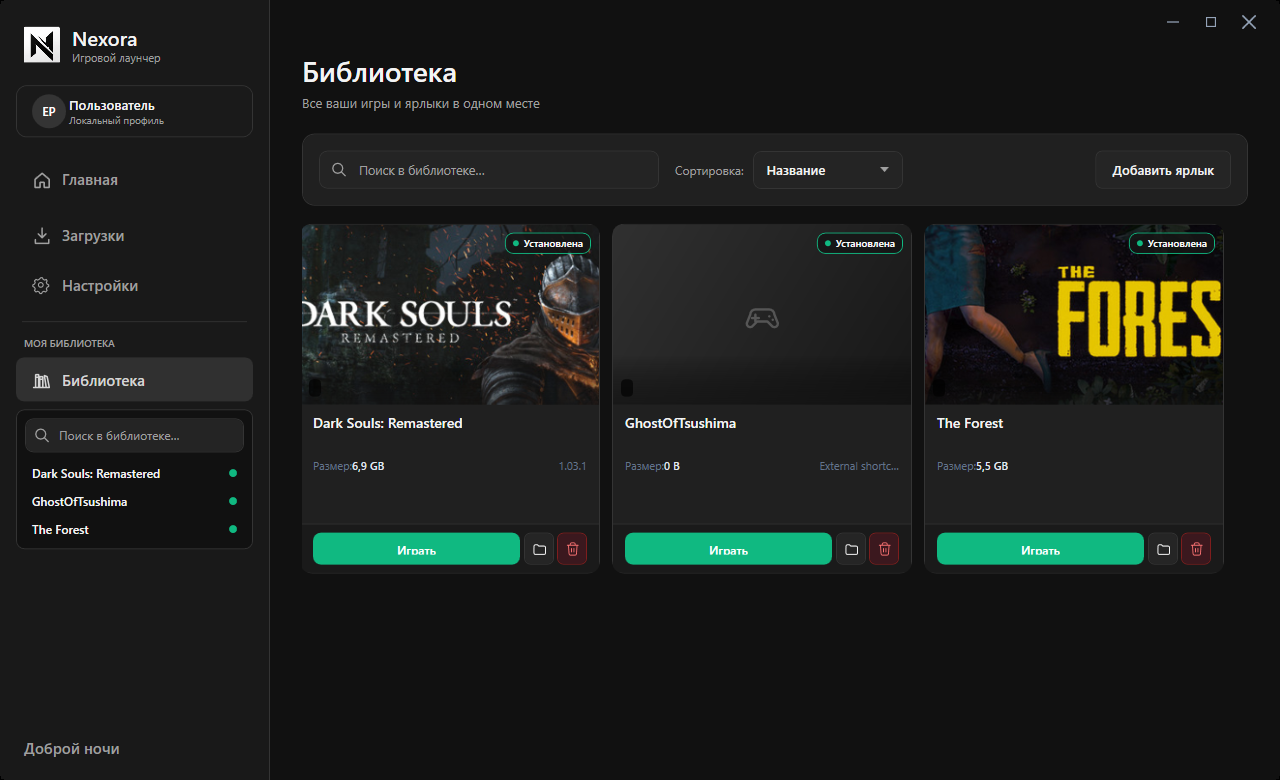 Nexora
Игровой лаунчер
EP
Пользователь
Локальный профиль
Главная
Загрузки
Настройки
МОЯ БИБЛИОТЕКА
Библиотека
Поиск в библиотеке...
Dark Souls: Remastered
GhostOfTsushima
The Forest
Доброй ночи
Библиотека
Все ваши игры и ярлыки в одном месте
Поиск в библиотеке...
Сортировка:
Название
Добавить ярлык
Установлена
DARK SOULS
REMASTERED
Dark Souls: Remastered
Размер:6,9 GB
1.03.1
Играть
Установлена
GhostOfTsushima
Размер:0 B
External shortc...
Играть
Установлена
THE
FORES
The Forest
Размер:5,5 GB
Играть